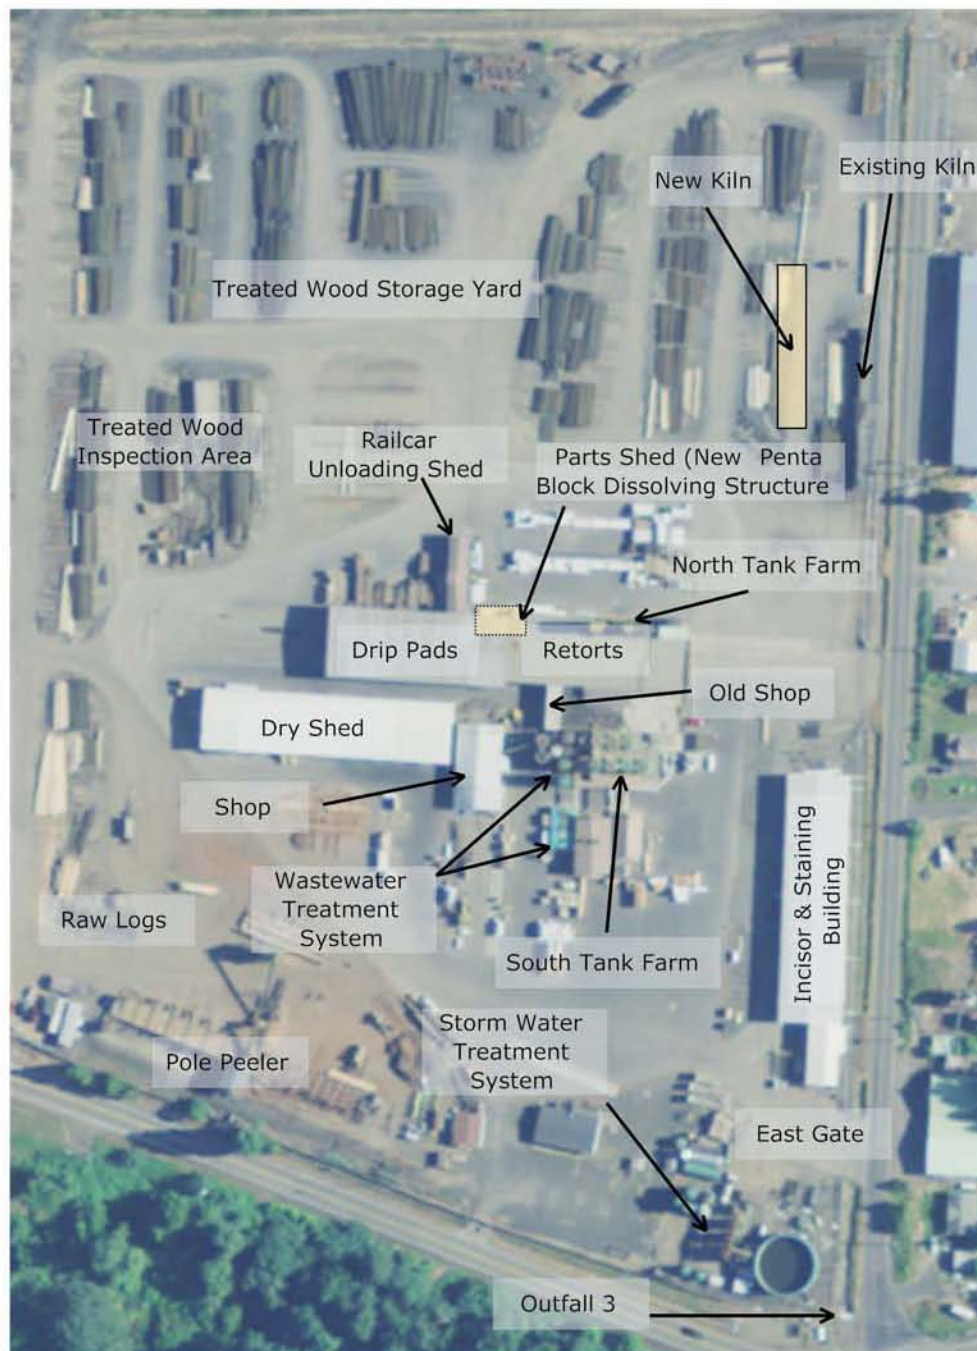 New Kiln
Existing Kiln
Treated Wood Storage Yard
Treated Wood
Inspection Area
Railcar
Unloading Shed
Parts Shed (New Penta
Block Dissolving Structure
North Tank Farm
Drip Pads
Retorts
Old Shop
Dry Shed
Shop
Wastewater
Treatment
System
Raw Logs
South Tank Farm
Incisor & Staining
Building
Storm Water
Treatment
System
Pole Peeler
East Gate
Outfall 3